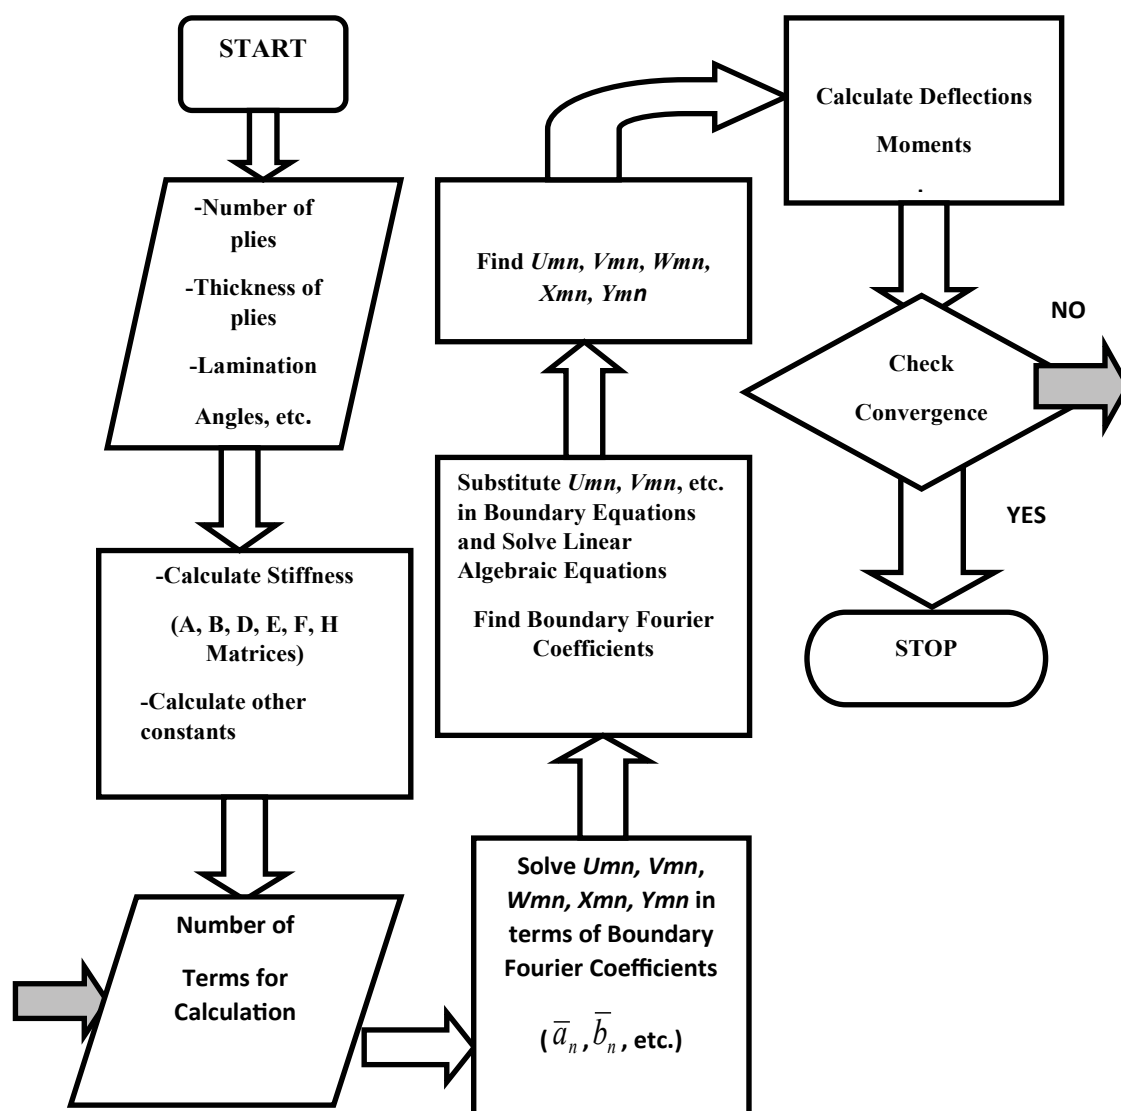 START
-Number of
plies
-Thickness of
plies
-Lamination
Angles, etc.
-Calculate Stiffness
(A, B, D, E, F, H
Matrices)
-Calculate other
constants
Number of
Terms for
Calculation
Solve Umn, Vmn,
Wmn, Xmn, Ymn in
terms of Boundary
Fourier Coefficients
( a̅n , b̅n , etc.)
Substitute Umn, Vmn, etc.
in Boundary Equations
and Solve Linear
Algebraic Equations
Find Boundary Fourier
Coefficients
Find Umn, Vmn, Wmn,
Xmn, Ymn
Calculate Deflections
Moments
.
Check
Convergence
NO
YES
STOP